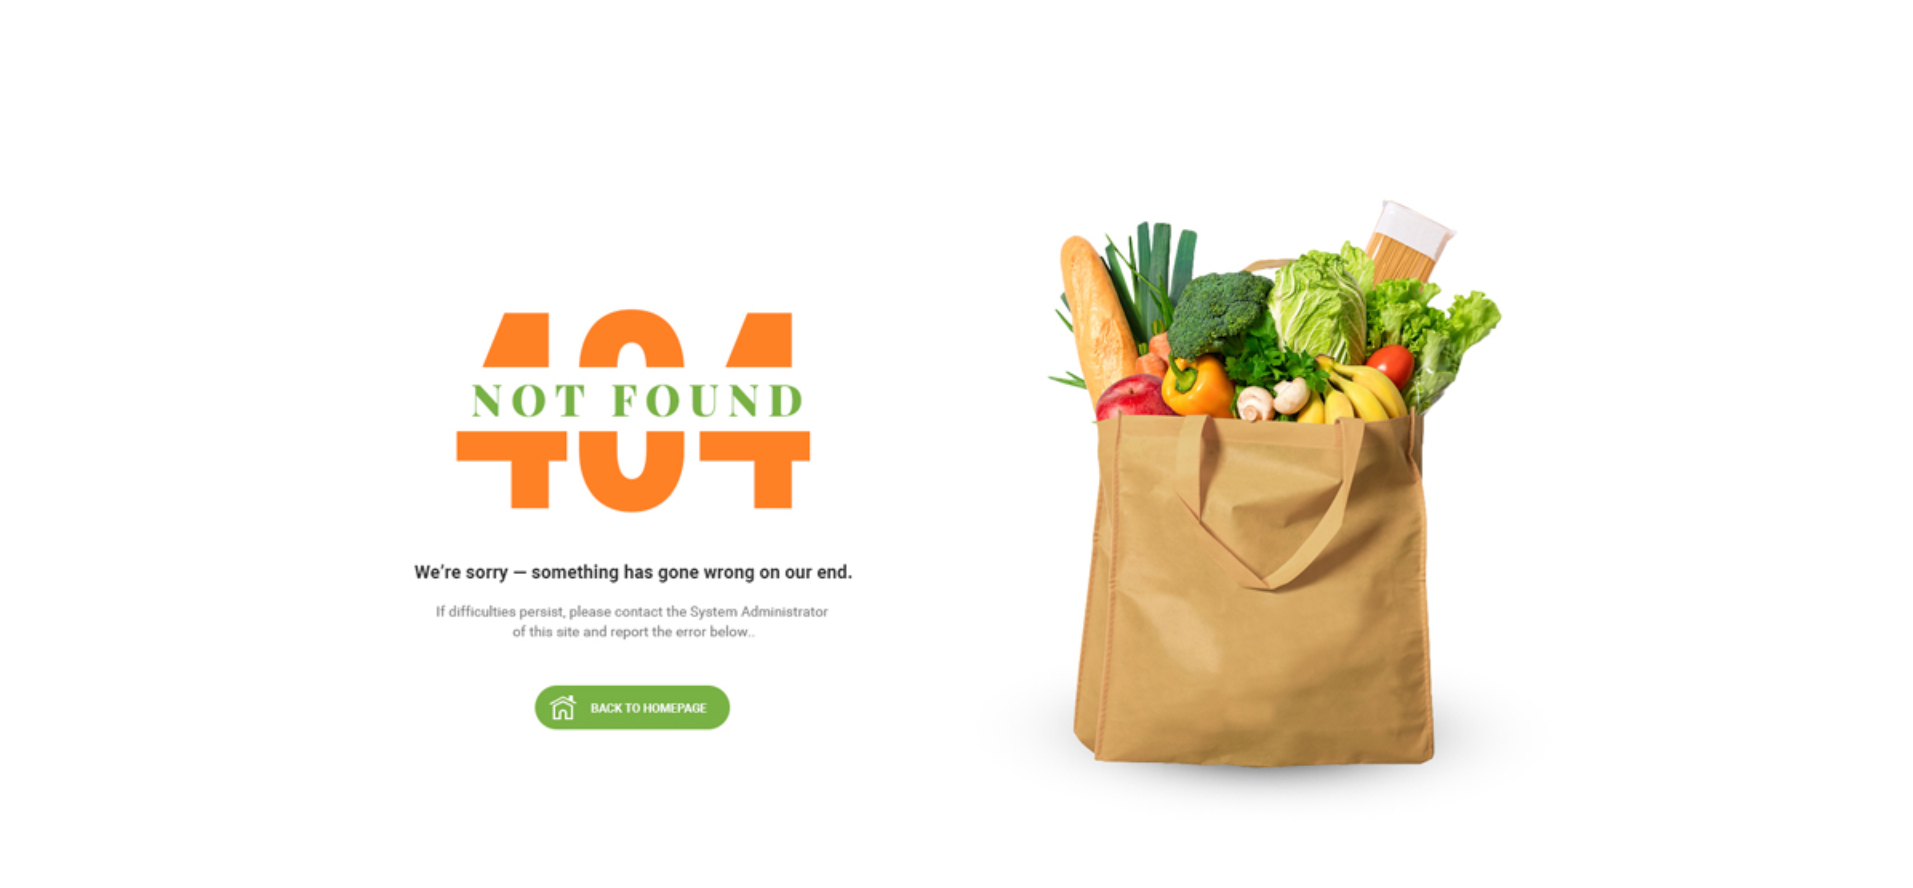 404
NOT FOUND
We're sorry — something has gone wrong on our end.
If difficulties persist, please contact the System Administrator
of this site and report the error below..
BACK TO HOMEPAGE